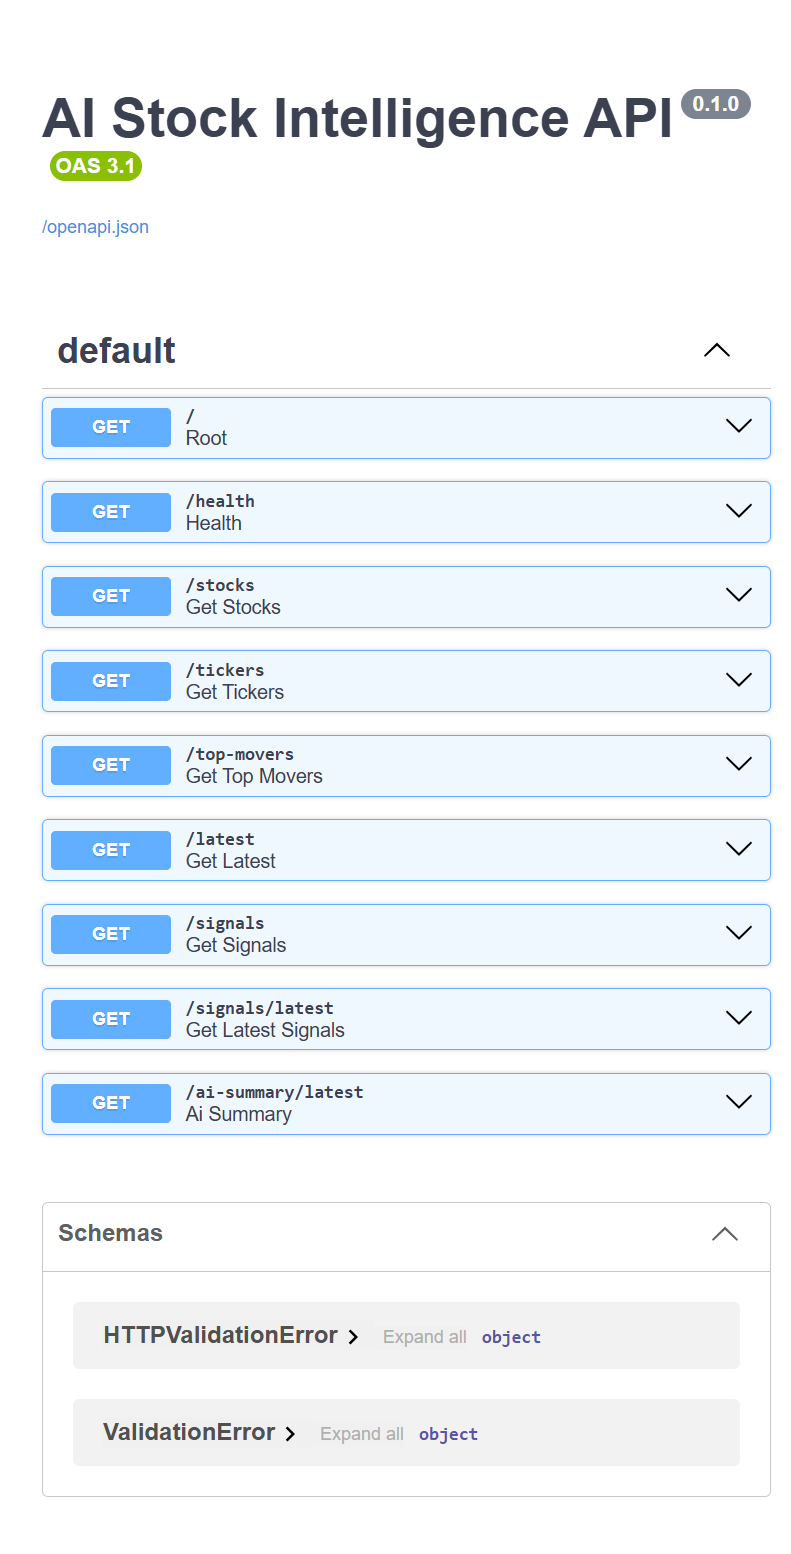 AI Stock Intelligence API 0.1.0
OAS 3.1
/openapi.json
default
GET /
Root
GET /health
Health
GET /stocks
Get Stocks
GET /tickers
Get Tickers
GET /top-movers
Get Top Movers
GET /latest
Get Latest
GET /signals
Get Signals
GET /signals/latest
Get Latest Signals
GET /ai-summary/latest
Ai Summary
Schemas
HTTPValidationError Expand all object
ValidationError Expand all object